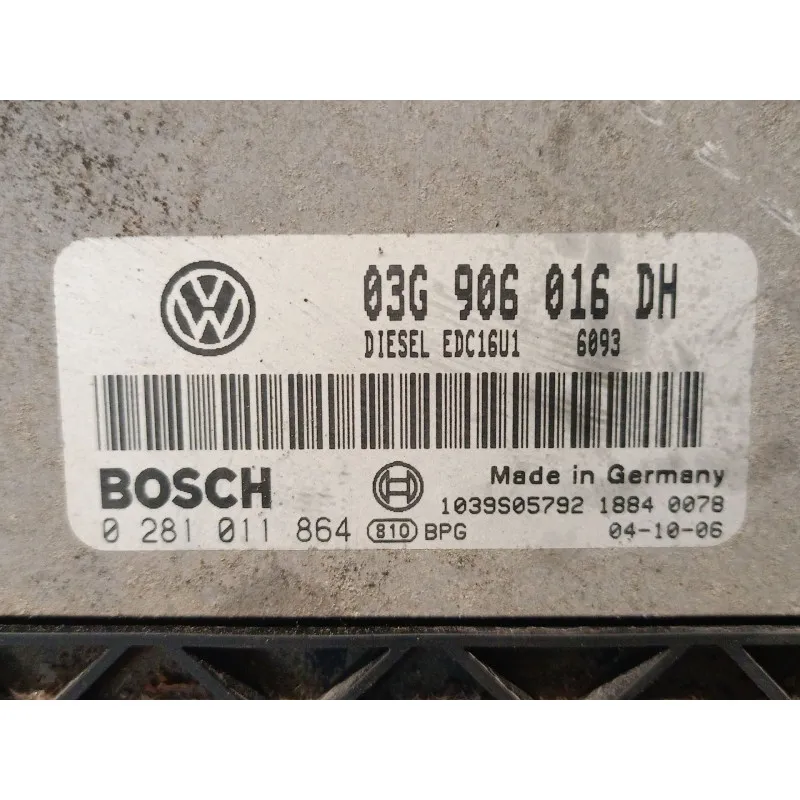 03G 906 016 DH
DIESEL EDC16U1 6093
BOSCH
Made in Germany
1039S05792 1884 0078
0 281 011 864 810 BPG 04-10-06